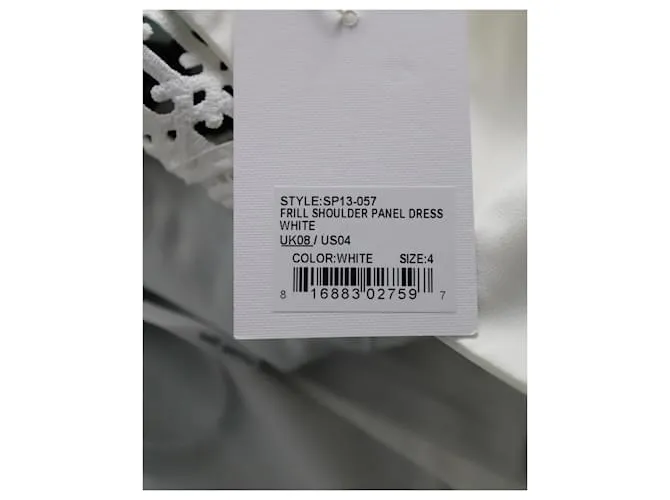 STYLE:SP13-057
FRILL SHOULDER PANEL DRESS
WHITE
UK08 / US04
COLOR:WHITE SIZE:4
8 16883 02759 7